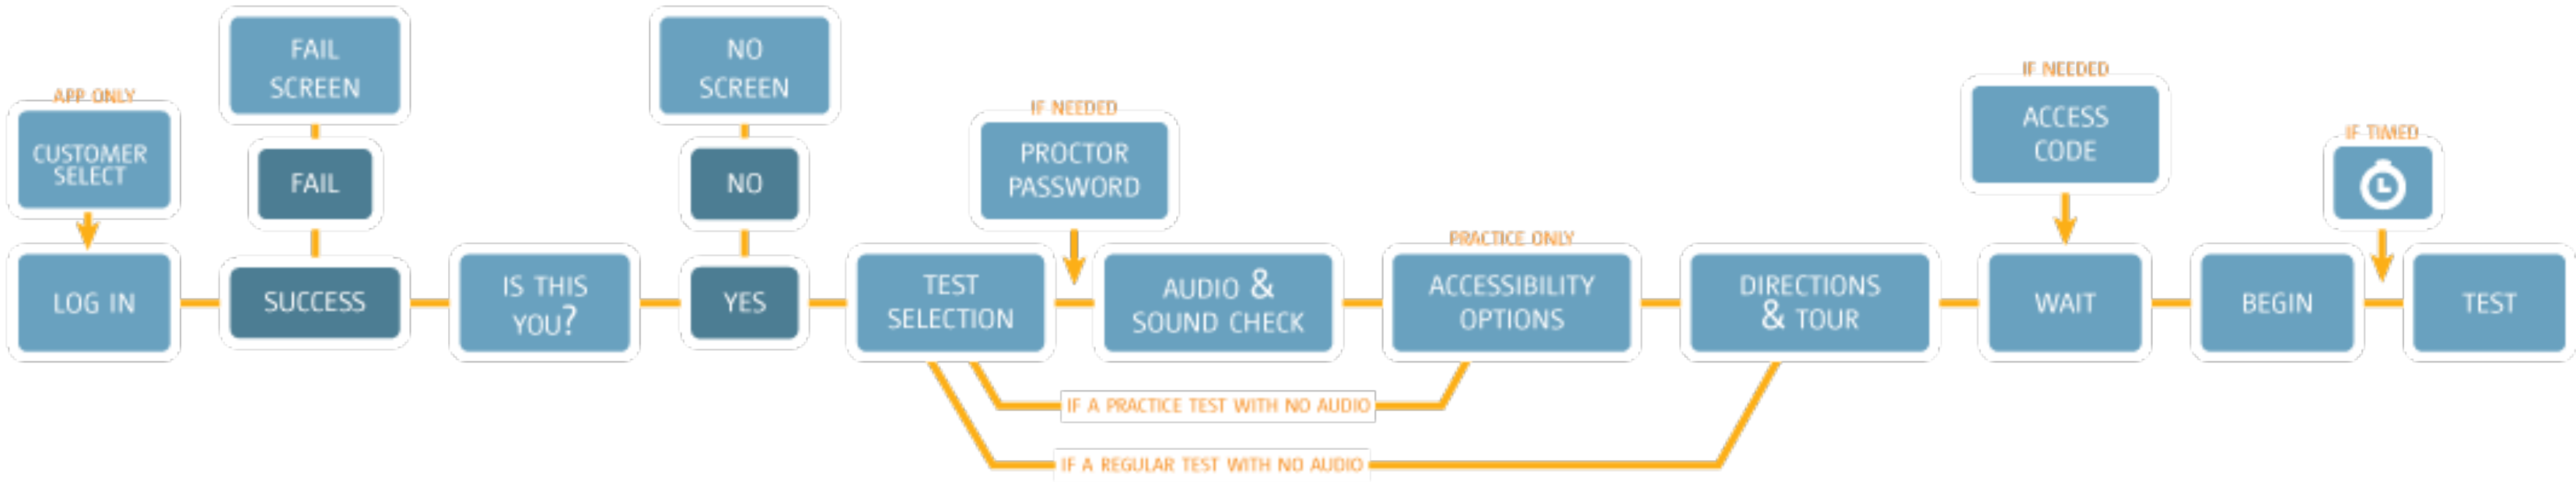 APP ONLY
CUSTOMER
SELECT
LOG IN
FAIL
SCREEN
FAIL
SUCCESS
IS THIS
YOU?
NO
SCREEN
NO
YES
TEST
SELECTION
IF NEEDED
PROCTOR
PASSWORD
AUDIO &
SOUND CHECK
PRACTICE ONLY
ACCESSIBILITY
OPTIONS
DIRECTIONS
& TOUR
IF NEEDED
ACCESS
CODE
WAIT
BEGIN
IF TIMED
TEST
IF A PRACTICE TEST WITH NO AUDIO
IF A REGULAR TEST WITH NO AUDIO